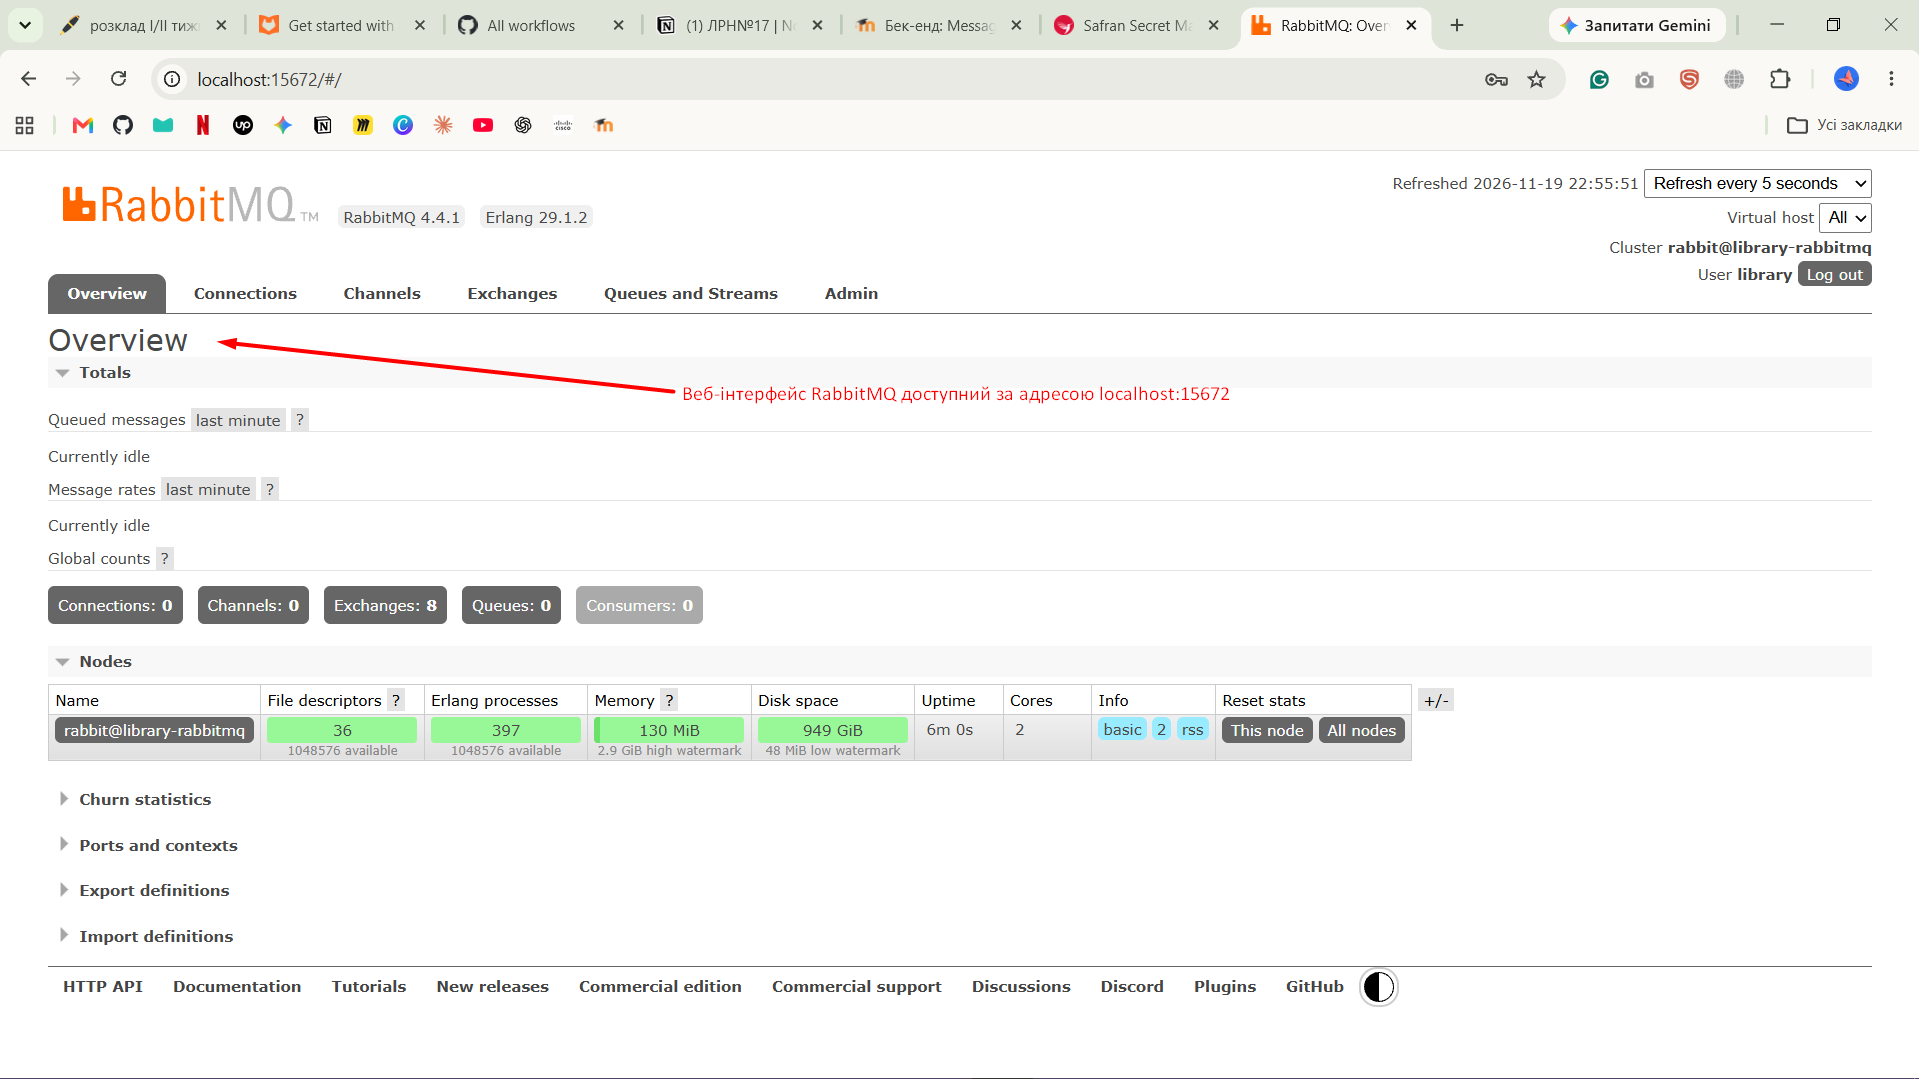 розклад І/ІІ тиж
Get started with
All workflows
(1) ЛРН№17 | No
Бек-енд: Messag
Safran Secret Ma
RabbitMQ: Over
Запитати Gemini
localhost:15672/#/
Усі закладки
RabbitMQ TM
RabbitMQ 4.4.1
Erlang 29.1.2
Refreshed 2026-11-19 22:55:51 Refresh every 5 seconds
Virtual host All
Cluster rabbit@library-rabbitmq
User library Log out
Overview Connections Channels Exchanges Queues and Streams Admin
Overview
Totals
Веб-інтерфейс RabbitMQ доступний за адресою localhost:15672
Queued messages last minute ?
Currently idle
Message rates last minute ?
Currently idle
Global counts ?
Connections: 0 Channels: 0 Exchanges: 8 Queues: 0 Consumers: 0
Nodes
Name File descriptors ? Erlang processes Memory ? Disk space Uptime Cores Info Reset stats +/-
rabbit@library-rabbitmq 36 397 130 MiB 949 GiB 6m 0s 2 basic 2 rss This node All nodes
1048576 available 1048576 available 2.9 GiB high watermark 48 MiB low watermark
Churn statistics
Ports and contexts
Export definitions
Import definitions
HTTP API Documentation Tutorials New releases Commercial edition Commercial support Discussions Discord Plugins GitHub